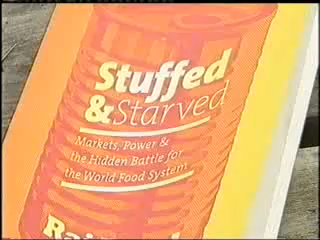 Stuffed
&Starved
Markets, Power &
the Hidden Battle for
the World Food System